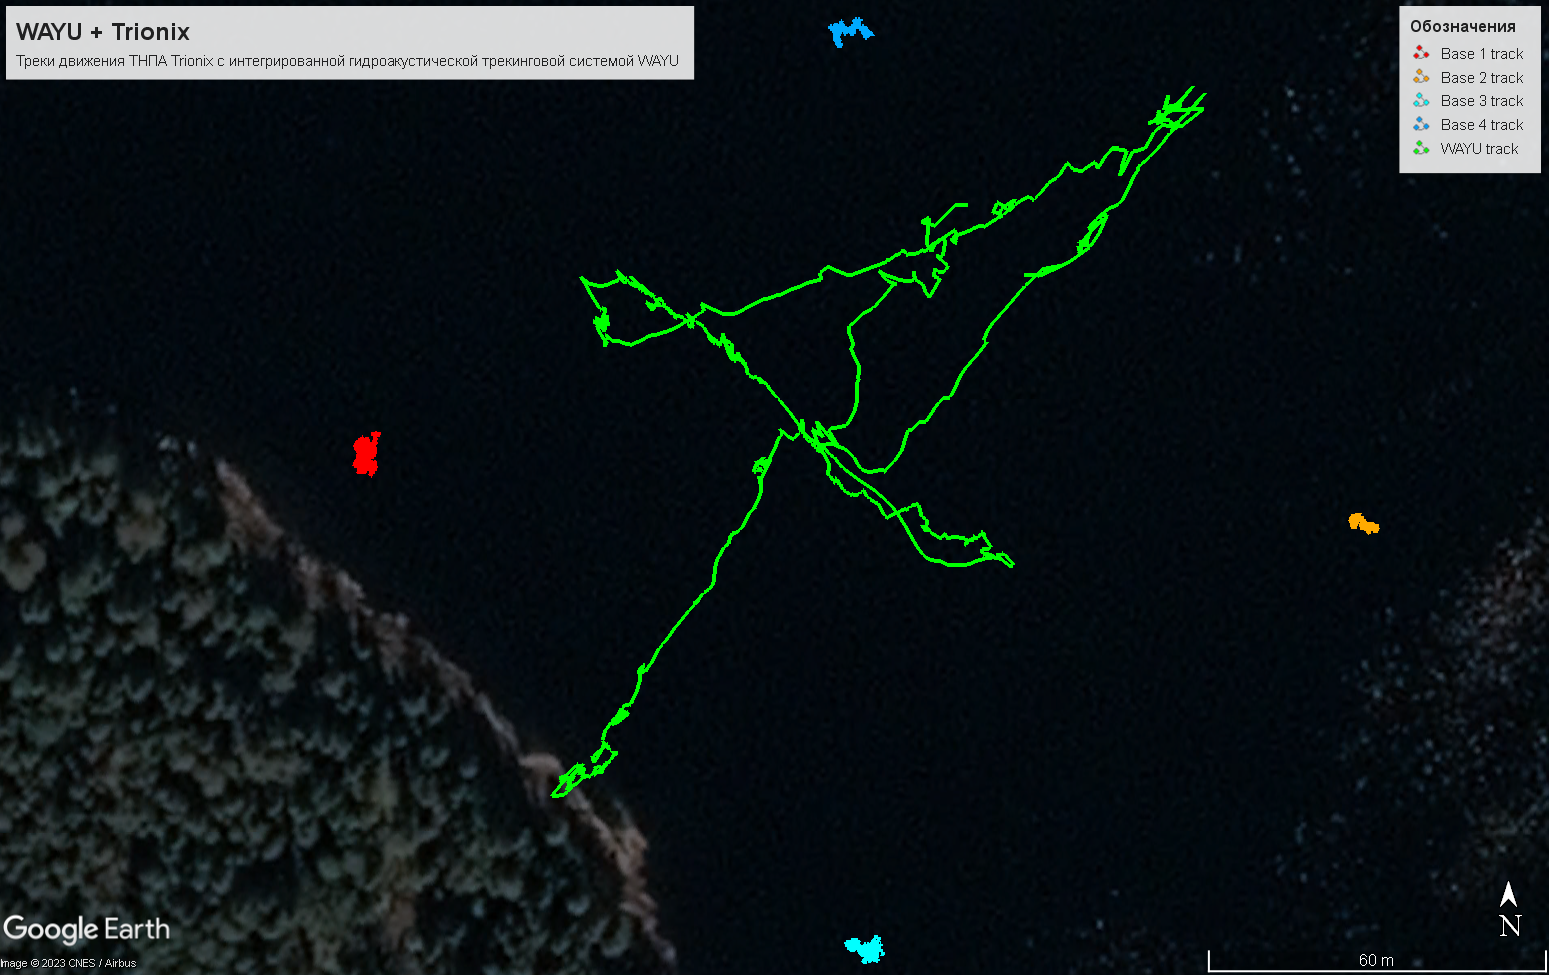 WAYU + Trionix
Треки движения ТНПА Trionix с интегрированной гидроакустической трекинговой системой WAYU
Обозначения
Base 1 track
Base 2 track
Base 3 track
Base 4 track
WAYU track
N
60 m
Google Earth
Image © 2023 CNES / Airbus